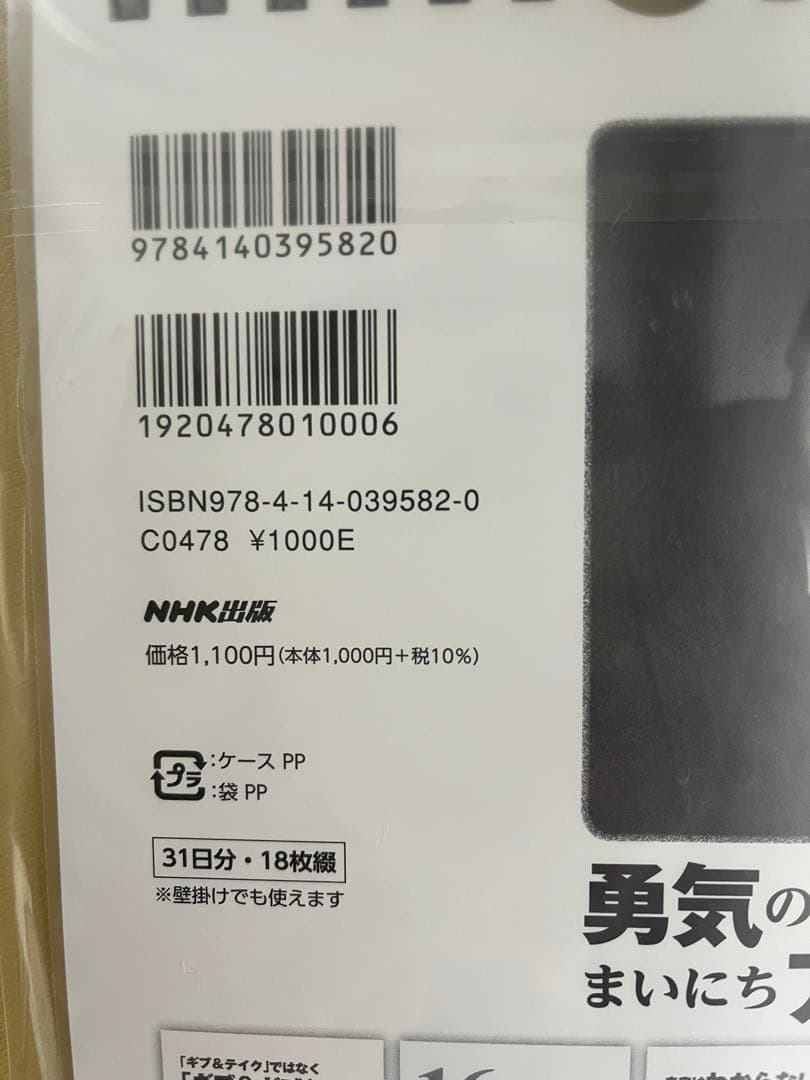 9784140395820
1920478010006
ISBN978-4-14-039582-0
C0478 ¥1000E
NHK出版
価格1,100円(本体1,000円+税10%)
プラ :ケース PP
:袋 PP
31日分・18枚綴
※壁掛けでも使えます
勇気の
まいにち
「ギブ&テイク」ではなく
16